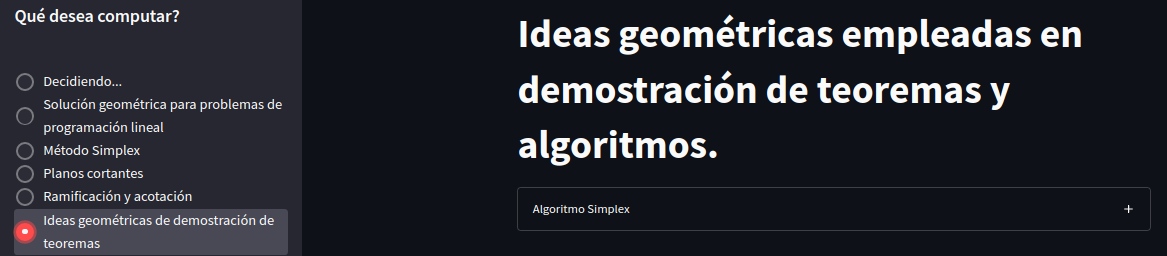 Qué desea computar?
Decidiendo...
Solución geométrica para problemas de
programación lineal
Método Simplex
Planos cortantes
Ramificación y acotación
Ideas geométricas de demostración de
teoremas
Ideas geométricas empleadas en
demostración de teoremas y
algoritmos.
Algoritmo Simplex +